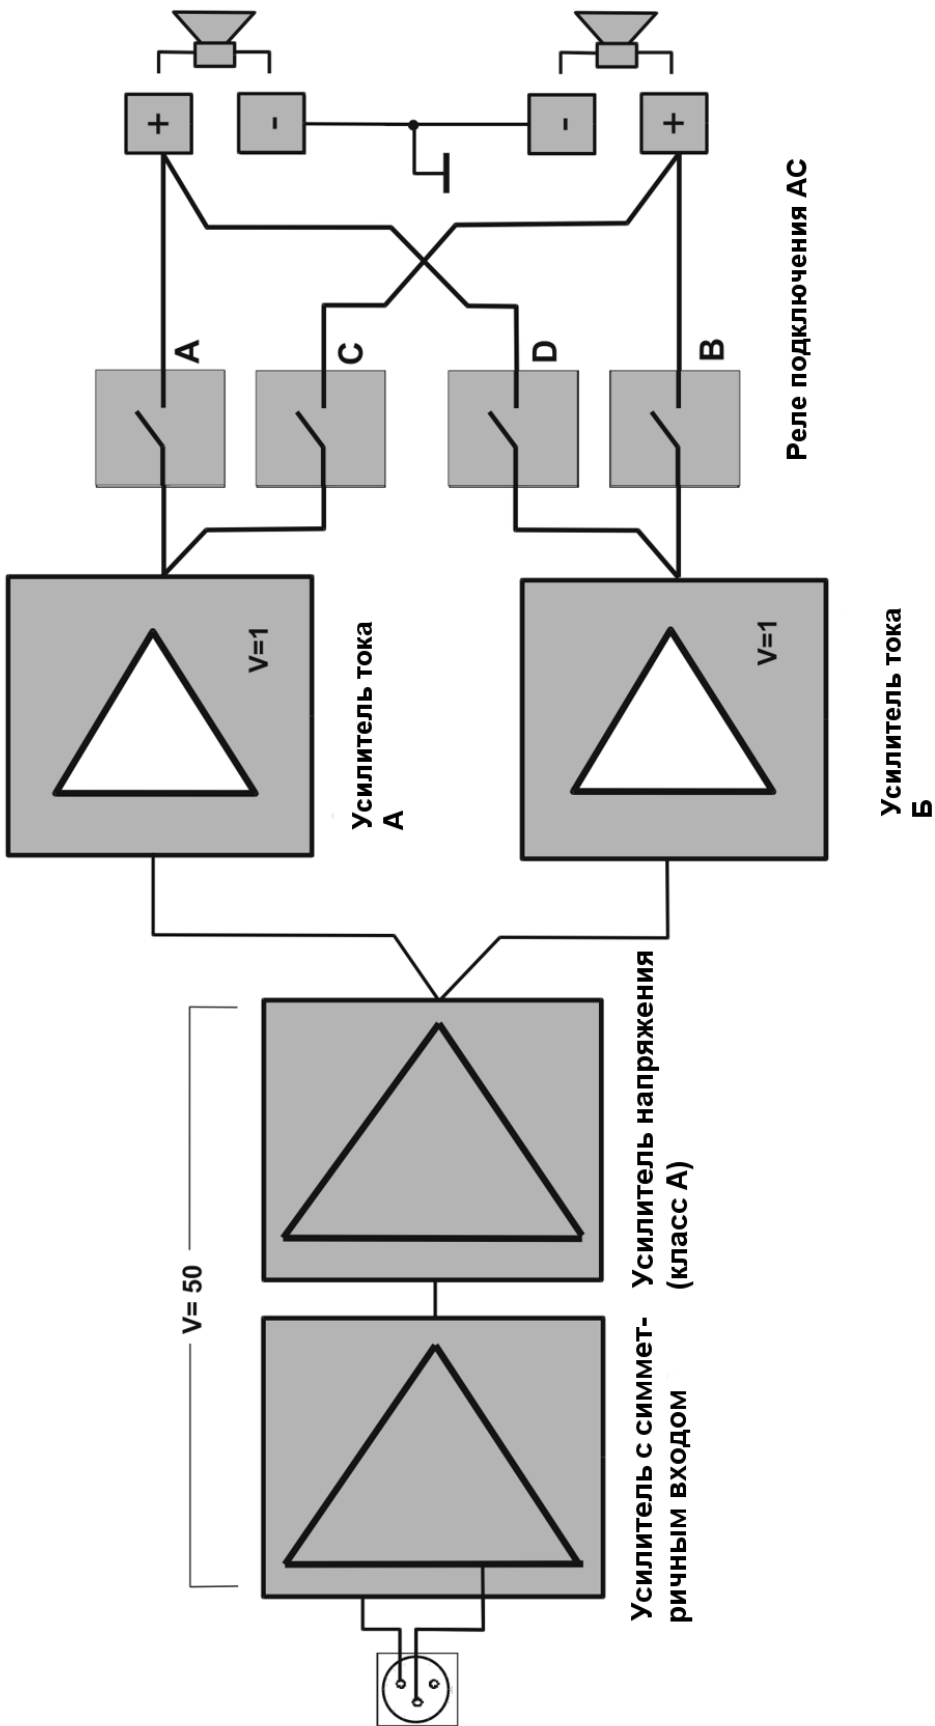 +
-
-
+
Реле подключения АС
A
C
D
B
V=1
Усилитель тока
А
V=1
Усилитель тока
Б
V= 50
Усилитель напряжения
(класс А)
Усилитель с симмет-
ричным входом